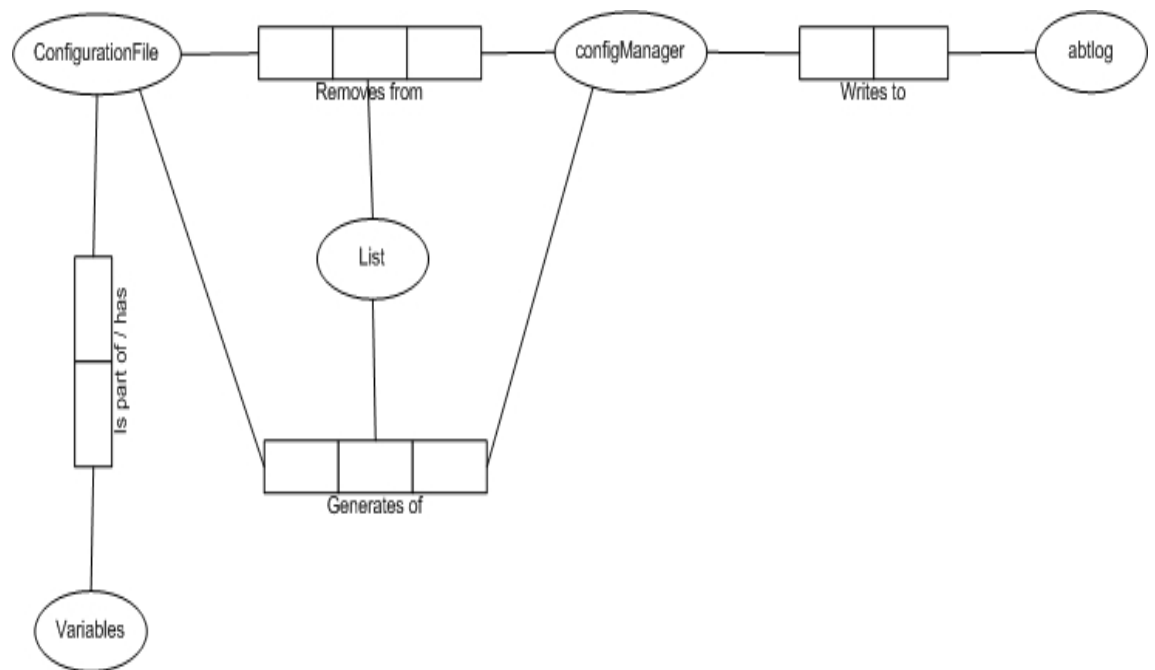 ConfigurationFile
configManager
abtlog
Removes from
Writes to
List
Is part of / has
Generates of
Variables